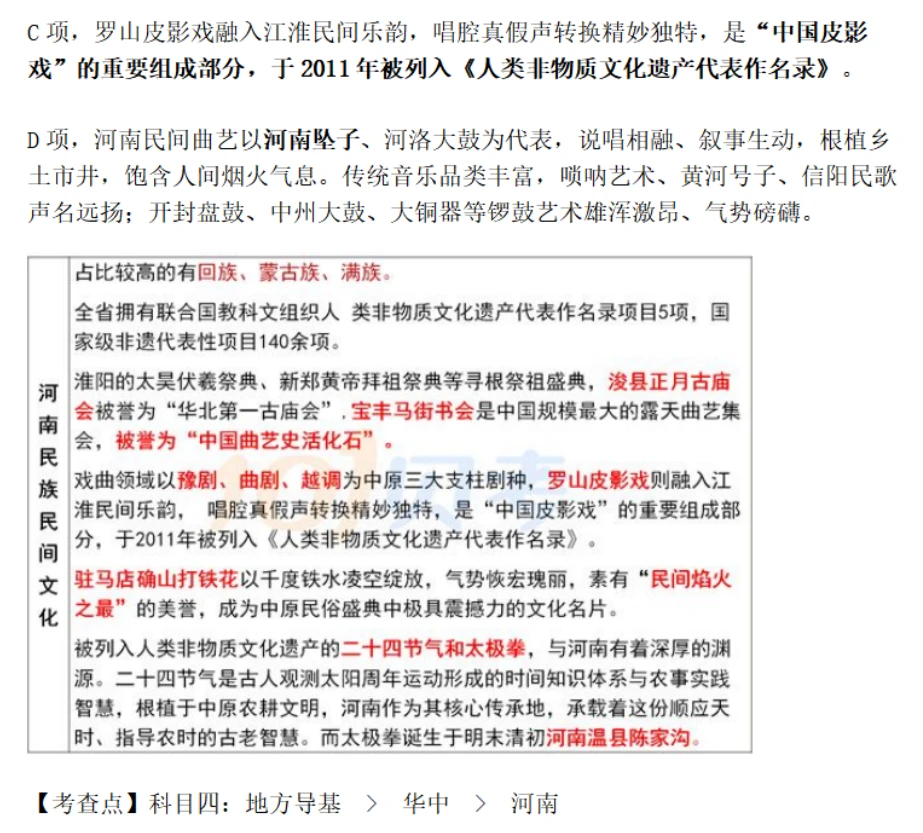 C 项，罗山皮影戏融入江淮民间乐韵，唱腔真假声转换精妙独特，是“中国皮影
戏”的重要组成部分，于 2011 年被列入《人类非物质文化遗产代表作名录》。
D 项，河南民间曲艺以河南坠子、河洛大鼓为代表，说唱相融、叙事生动，根植乡
土市井，饱含人间烟火气息。传统音乐品类丰富，唢呐艺术、黄河号子、信阳民歌
声名远扬；开封盘鼓、中州大鼓、大铜器等锣鼓艺术雄浑激昂、气势磅礴。
河南民族民间文化
占比较高的有回族、蒙古族、满族。
全省拥有联合国教科文组织人 类非物质文化遗产代表作名录项目5项，国
家级非遗代表性项目140余项。
淮阳的太昊伏羲祭典、新郑黄帝拜祖祭典等寻根祭祖盛典，浚县正月古庙
会被誉为“华北第一古庙会”.宝丰马街书会是中国规模最大的露天曲艺集
会，被誉为“中国曲艺史活化石”。
戏曲领域以豫剧、曲剧、越调为中原三大支柱剧种，罗山皮影戏则融入江
淮民间乐韵， 唱腔真假声转换精妙独特，是“中国皮影戏”的重要组成部
分，于2011年被列入《人类非物质文化遗产代表作名录》。
驻马店确山打铁花以千度铁水凌空绽放，气势恢宏瑰丽，素有“民间焰火
之最”的美誉，成为中原民俗盛典中极具震撼力的文化名片。
被列入人类非物质文化遗产的二十四节气和太极拳，与河南有着深厚的渊
源。二十四节气是古人观测太阳周年运动形成的时间知识体系与农事实践
智慧，根植于中原农耕文明，河南作为其核心传承地，承载着这份顺应天
时、指导农时的古老智慧。而太极拳诞生于明末清初河南温县陈家沟。
【考查点】科目四：地方导基 > 华中 > 河南